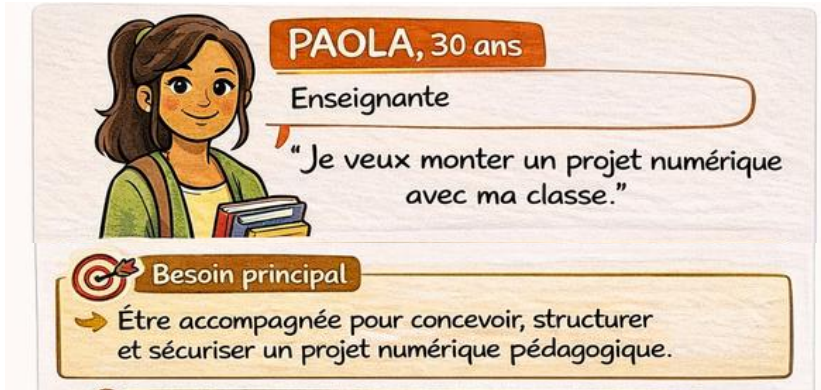 PAOLA, 30 ans
Enseignante
“Je veux monter un projet numérique
avec ma classe.”
Besoin principal
Étre accompagnée pour concevoir, structurer
et sécuriser un projet numérique pédagogique.